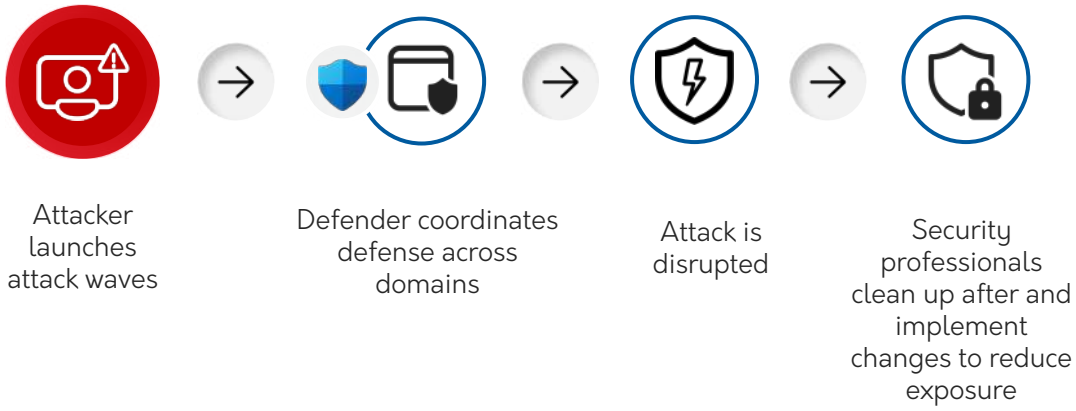 Attacker
launches
attack waves
Defender coordinates
defense across
domains
Attack is
disrupted
Security
professionals
clean up after and
implement
changes to reduce
exposure